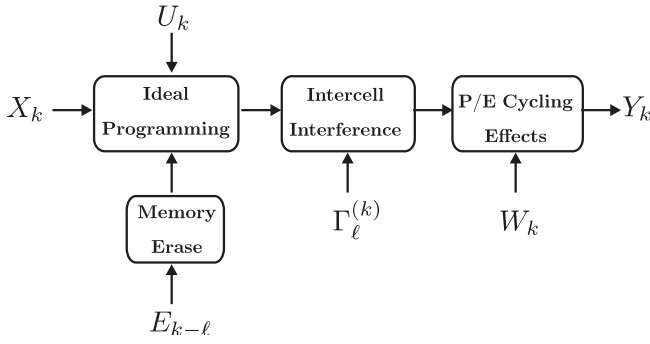 U_k
X_k
Ideal
Programming
Intercell
Interference
P/E Cycling
Effects
Y_k
Memory
Erase
Γ_ℓ^{(k)}
W_k
E_{k−ℓ}